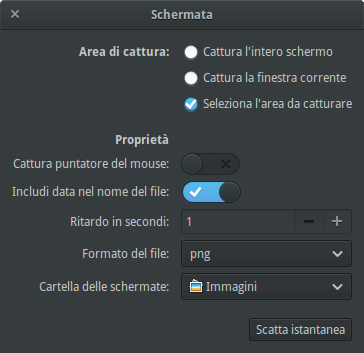 Schermata
Area di cattura:
Cattura l'intero schermo
Cattura la finestra corrente
Seleziona l'area da catturare
Proprietà
Cattura puntatore del mouse:
Includi data nel nome del file:
Ritardo in secondi: 1
Formato del file: png
Cartella delle schermate: Immagini
Scatta istantanea